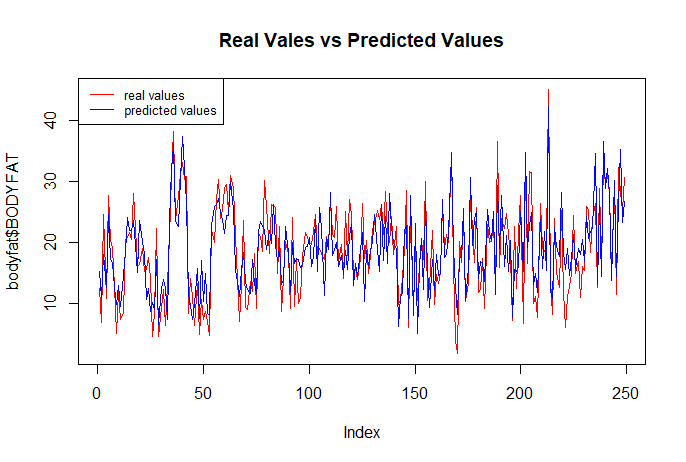 Real Vales vs Predicted Values
real values
predicted values
bodyfat$BODYFAT
40
30
20
10
0 50 100 150 200 250
Index